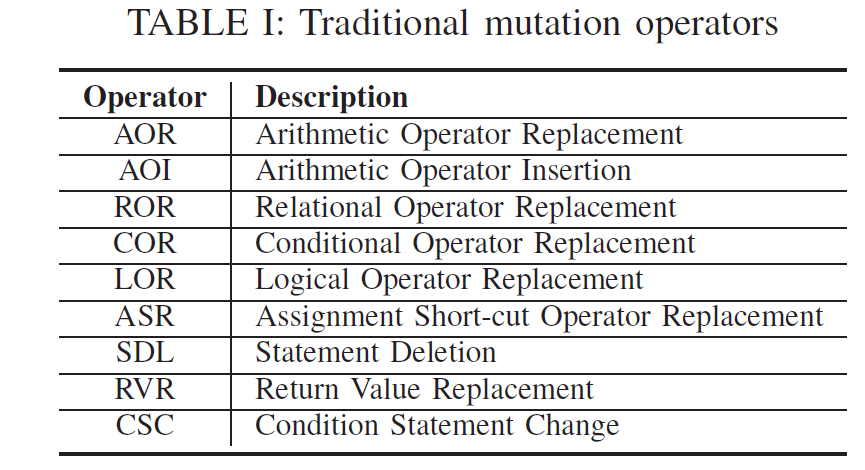 TABLE I: Traditional mutation operators
Operator Description
AOR Arithmetic Operator Replacement
AOI Arithmetic Operator Insertion
ROR Relational Operator Replacement
COR Conditional Operator Replacement
LOR Logical Operator Replacement
ASR Assignment Short-cut Operator Replacement
SDL Statement Deletion
RVR Return Value Replacement
CSC Condition Statement Change